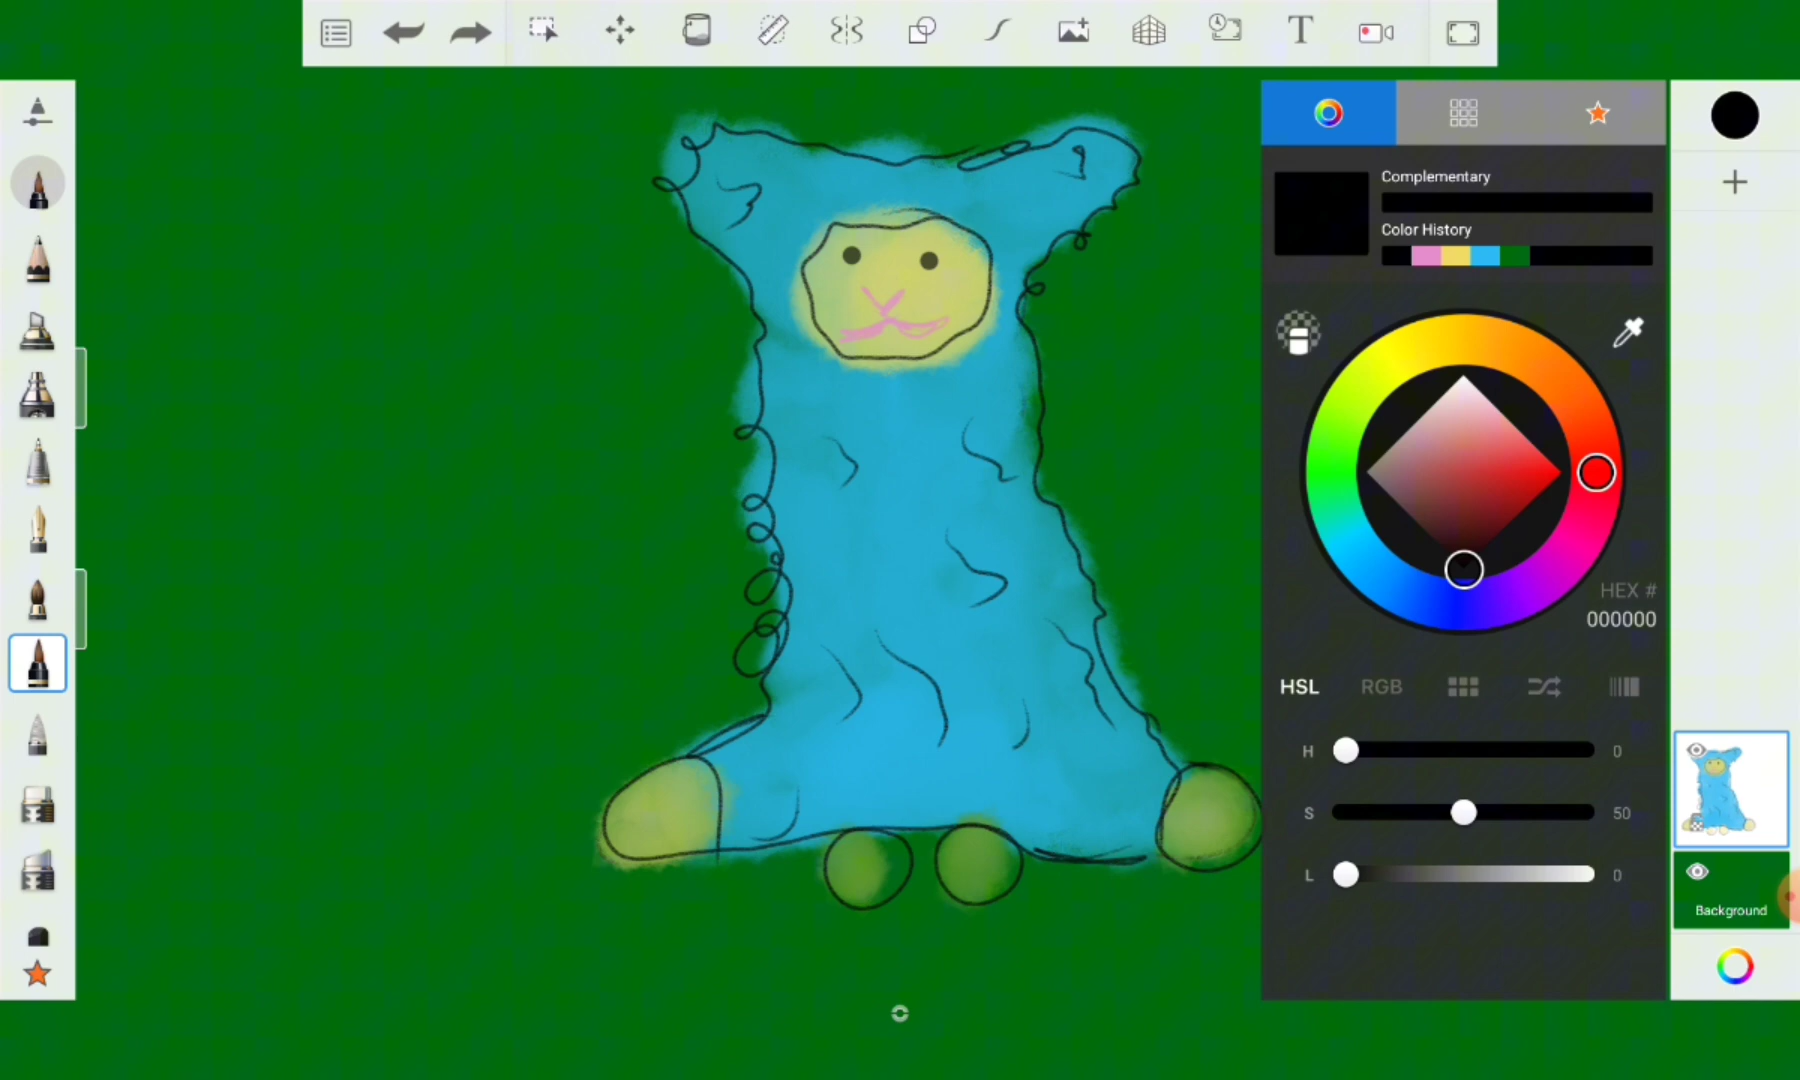 T
Complementary
Color History
HEX #
000000
HSL RGB
H 0
S 50
L 0
Background